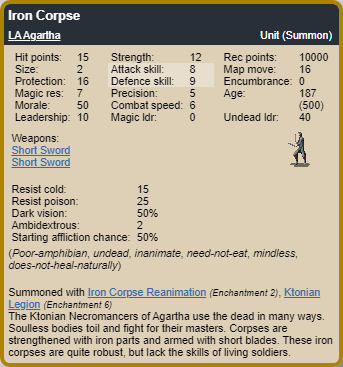 Iron Corpse
LA Agartha Unit (Summon)
Hit points: 15 Strength: 12 Rec points: 10000
Size: 2 Attack skill: 8 Map move: 16
Protection: 16 Defence skill: 9 Encumbrance: 0
Magic res: 7 Precision: 5 Age: 187
Morale: 50 Combat speed: 6 (500)
Leadership: 10 Magic ldr: 0 Undead ldr: 40
Weapons:
Short Sword
Short Sword
Resist cold: 15
Resist poison: 25
Dark vision: 50%
Ambidextrous: 2
Starting affliction chance: 50%
(Poor-amphibian, undead, inanimate, need-not-eat, mindless,
does-not-heal-naturally)
Summoned with Iron Corpse Reanimation (Enchantment 2), Ktonian
Legion (Enchantment 6)
The Ktonian Necromancers of Agartha use the dead in many ways.
Soulless bodies toil and fight for their masters. Corpses are
strengthened with iron parts and armed with short blades. These iron
corpses are quite robust, but lack the skills of living soldiers.